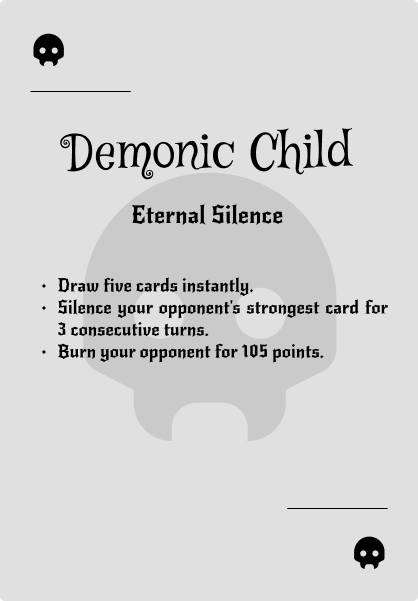 Demonic Child
Eternal Silence
• Draw five cards instantly.
• Silence your opponent's strongest card for
3 consecutive turns.
• Burn your opponent for 105 points.